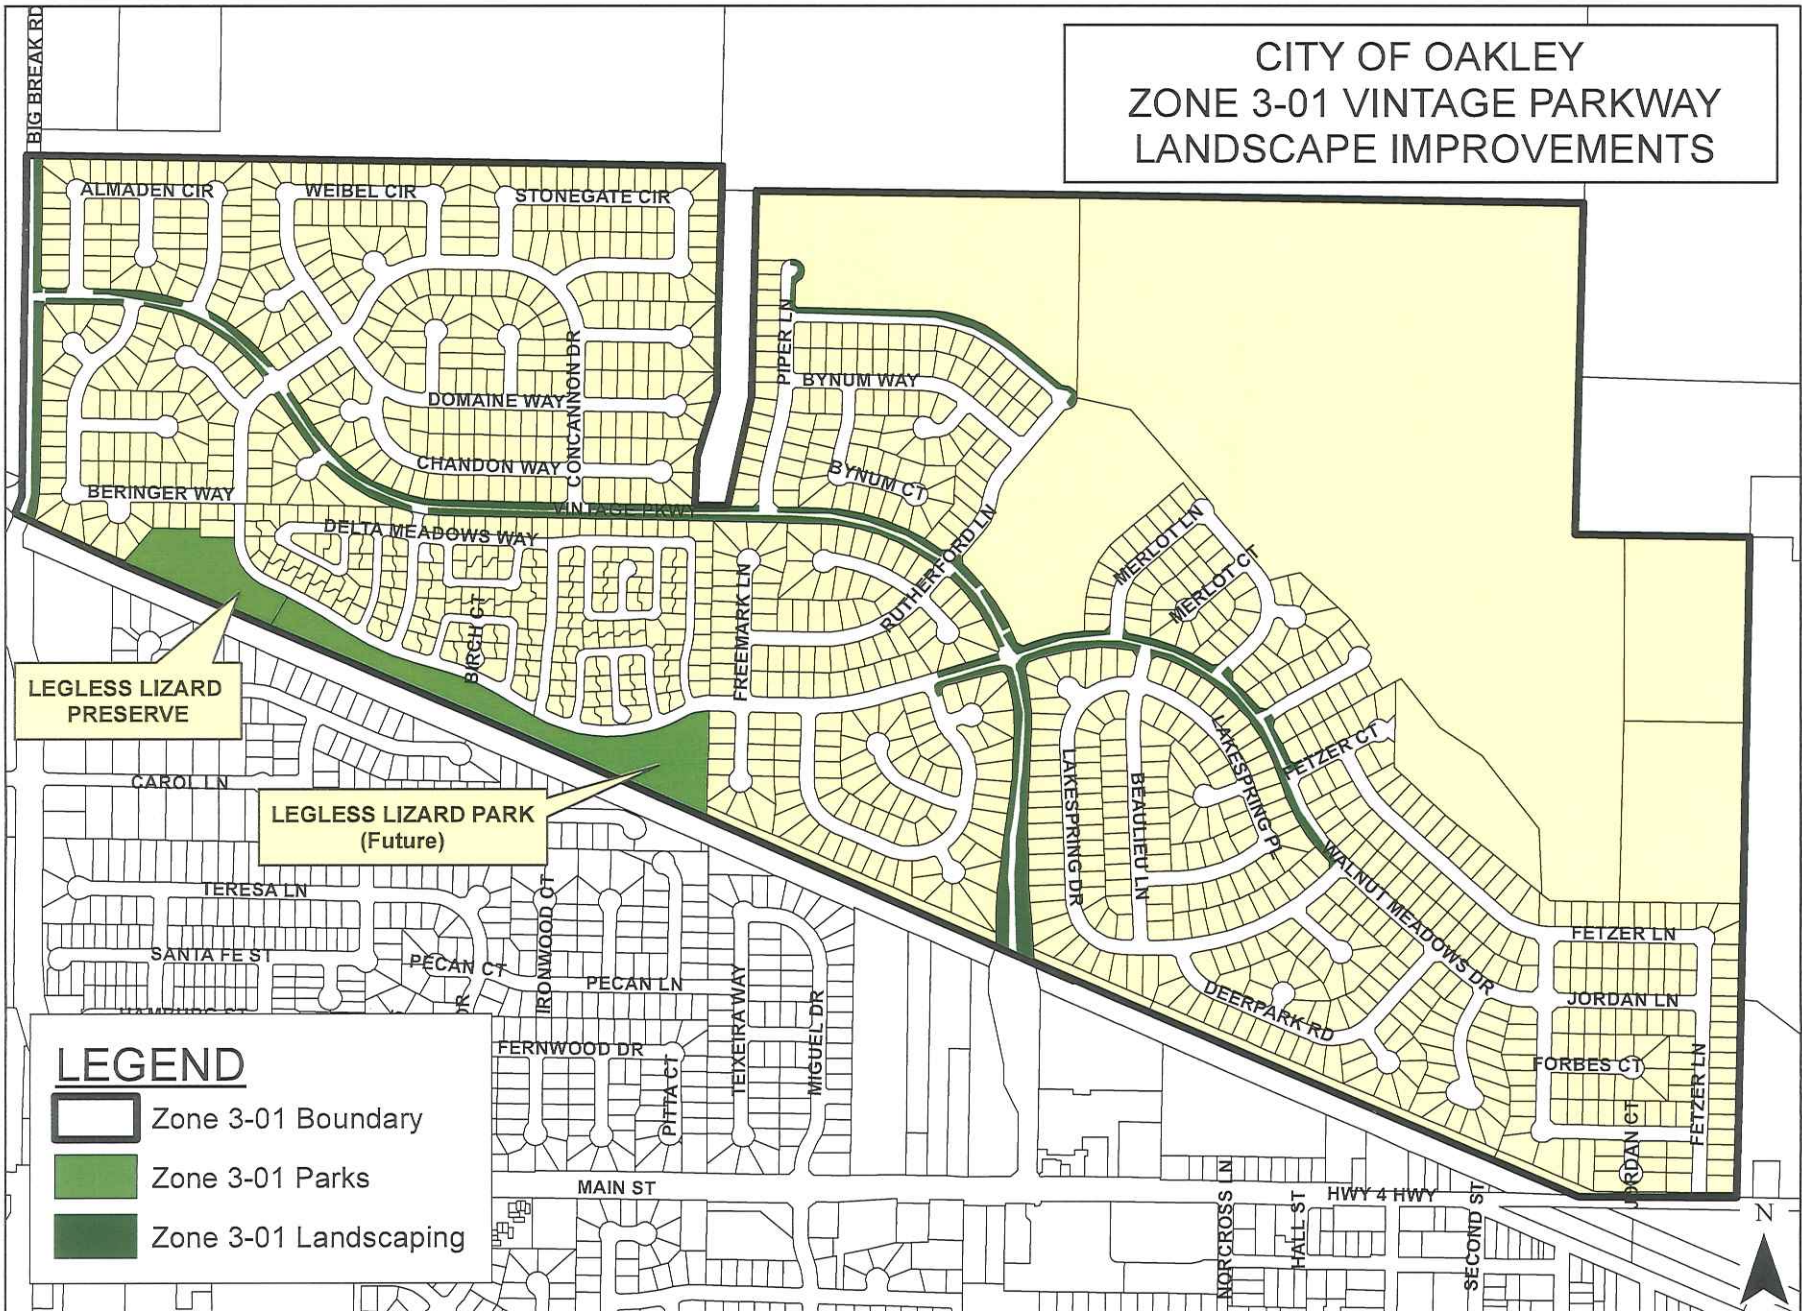 CITY OF OAKLEY
ZONE 3-01 VINTAGE PARKWAY
LANDSCAPE IMPROVEMENTS
BIG BREAK RD
ALMADEN CIR
WEIBEL CIR
STONEGATE CIR
PIPER LN
CONCANNON DR
DOMAINE WAY
BYNUM WAY
CHANDON WAY
BYNUM CT
BERINGER WAY
VINTAGE PKWY
DELTA MEADOWS WAY
RUTHERFORD LN
MERLOT LN
MERLOT CT
BIRCH CT
FREEMARK LN
LEGLESS LIZARD
PRESERVE
LAKESPRING PL
FETZER CT
LAKESPRING DR
BEAULIEU LN
CAROL LN
LEGLESS LIZARD PARK
(Future)
WALNUT MEADOWS DR
TERESA LN
IRONWOOD CT
SANTA FE ST
PECAN CT
PECAN LN
FETZER LN
JORDAN LN
DEERPARK RD
HAMBURG ST
DR
TEIXEIRA WAY
MIGUEL DR
FERNWOOD DR
PITTA CT
FORBES CT
FETZER LN
JORDAN CT
LEGEND
Zone 3-01 Boundary
Zone 3-01 Parks
Zone 3-01 Landscaping
MAIN ST
HWY 4 HWY
NORCROSS LN
HALL ST
SECOND ST
N